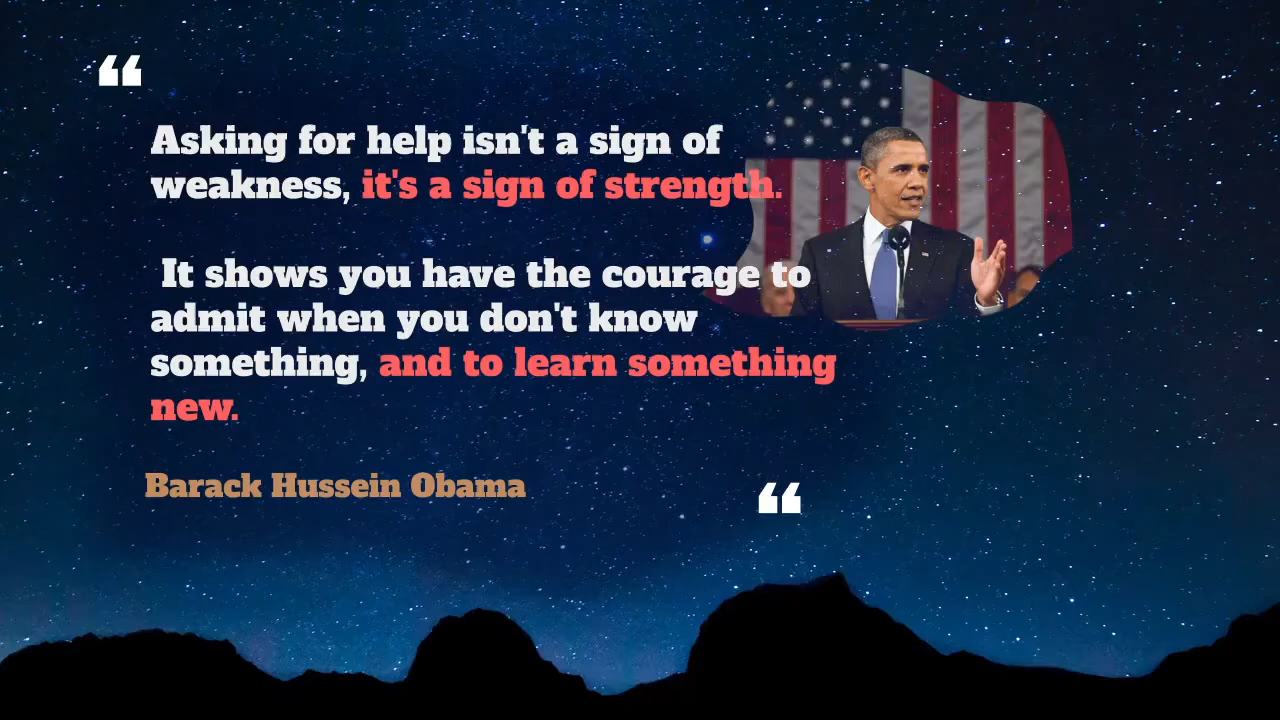 ❝
Asking for help isn't a sign of
weakness, it's a sign of strength.
It shows you have the courage to
admit when you don't know
something, and to learn something
new.
Barack Hussein Obama
❝